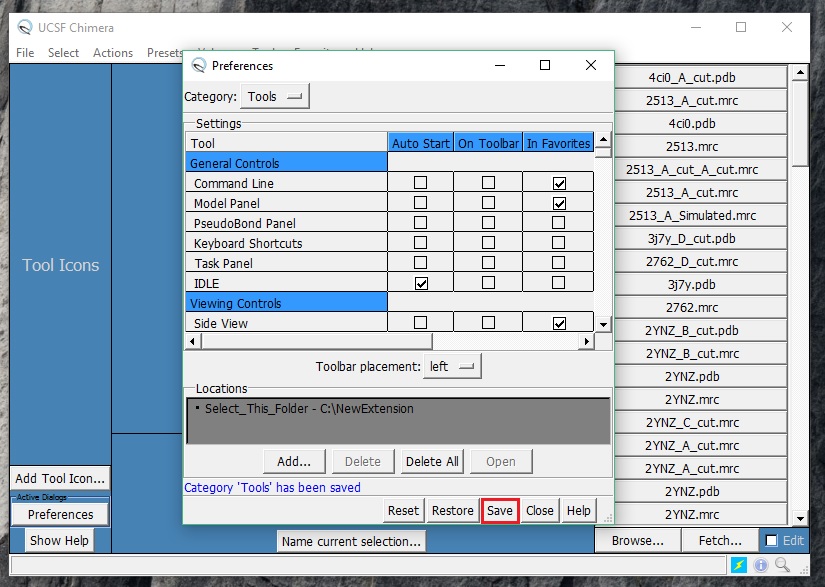 UCSF Chimera
File Select Actions Presets
Preferences
Category: Tools
Settings
Tool Auto Start On Toolbar In Favorites
General Controls
Command Line
Model Panel
PseudoBond Panel
Keyboard Shortcuts
Task Panel
IDLE
Viewing Controls
Side View
Toolbar placement: left
Locations
• Select_This_Folder - C:\NewExtension
Add... Delete Delete All Open
Category 'Tools' has been saved
Reset Restore Save Close Help
Tool Icons
Add Tool Icon...
Active Dialogs
Preferences
Show Help
Name current selection...
4ci0_A_cut.pdb
2513_A_cut.mrc
4ci0.pdb
2513.mrc
2513_A_cut_A_cut.mrc
2513_A_cut.mrc
2513_A_Simulated.mrc
3j7y_D_cut.pdb
2762_D_cut.mrc
3j7y.pdb
2762.mrc
2YNZ_B_cut.pdb
2YNZ_B_cut.mrc
2YNZ.pdb
2YNZ.mrc
2YNZ_C_cut.mrc
2YNZ_A_cut.mrc
2YNZ_A_cut.mrc
2YNZ.pdb
2YNZ.mrc
Browse... Fetch... Edit